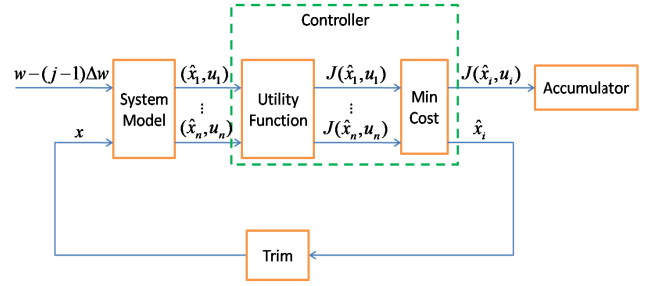 Controller
w−(j−1)Δw
(x̂₁,u₁)
J(x̂₁,u₁)
J(x̂ᵢ,uᵢ)
System
Model
⋮
Utility
Function
⋮
Min
Cost
Accumulator
x
(x̂ₙ,uₙ)
J(x̂ₙ,uₙ)
x̂ᵢ
Trim